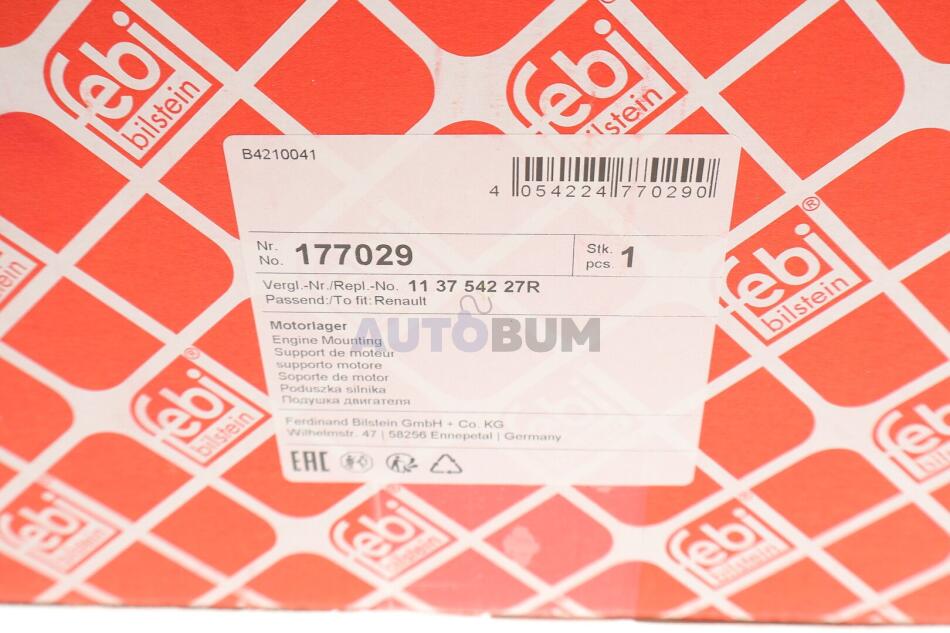 febi
bilstein
febi
bilstein
B4210041
4 054224 770290
Nr.
No. 177029
Stk.
pcs. 1
Vergl.-Nr./Repl.-No. 11 37 542 27R
Passend:/To fit: Renault
AUTOBUM
Motorlager
Engine Mounting
Support de moteur
supporto motore
Soporte de motor
Poduszka silnika
Подушка двигателя
Ferdinand Bilstein GmbH + Co. KG
Wilhelmstr. 47 | 58256 Ennepetal | Germany
EAC
febi
bilstein
®
febi
bilstein
®
febi
bilstein
febi
bilstein
febi
bilstein
febi
bilstein